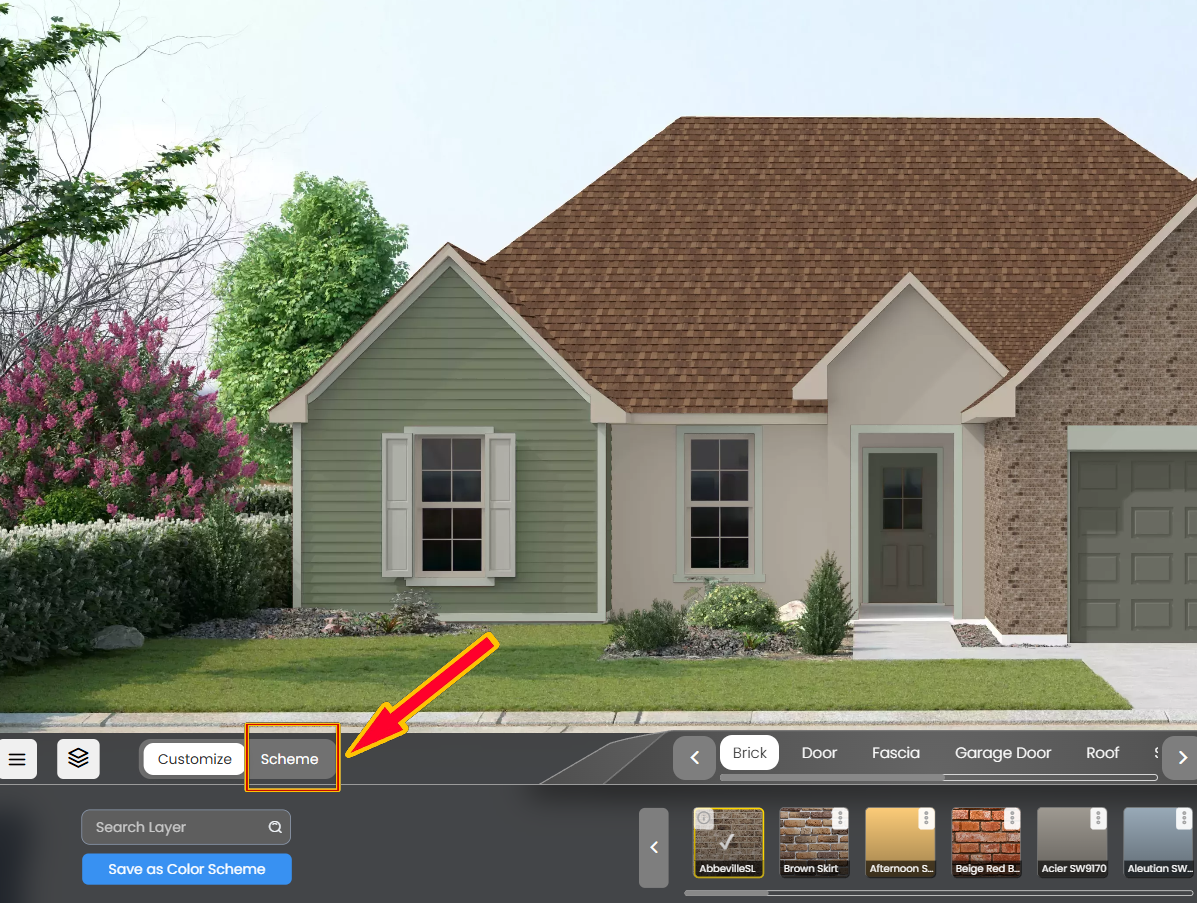 Customize
Scheme
Brick
Door
Fascia
Garage Door
Roof
Search Layer
Save as Color Scheme
AbbevilleSL
Brown Skirt
Afternoon S...
Beige Red B...
Acier SW9170
Aleutian SW...